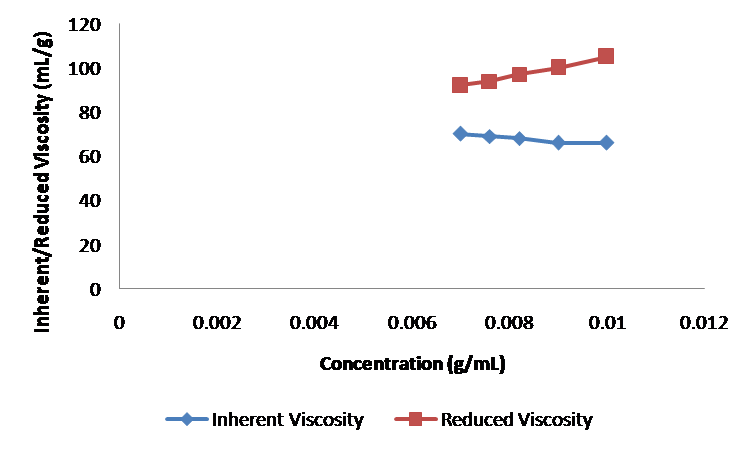 120
100
80
60
40
20
0
Inherent/Reduced Viscosity (mL/g)
0 0.002 0.004 0.006 0.008 0.01 0.012
Concentration (g/mL)
Inherent Viscosity Reduced Viscosity